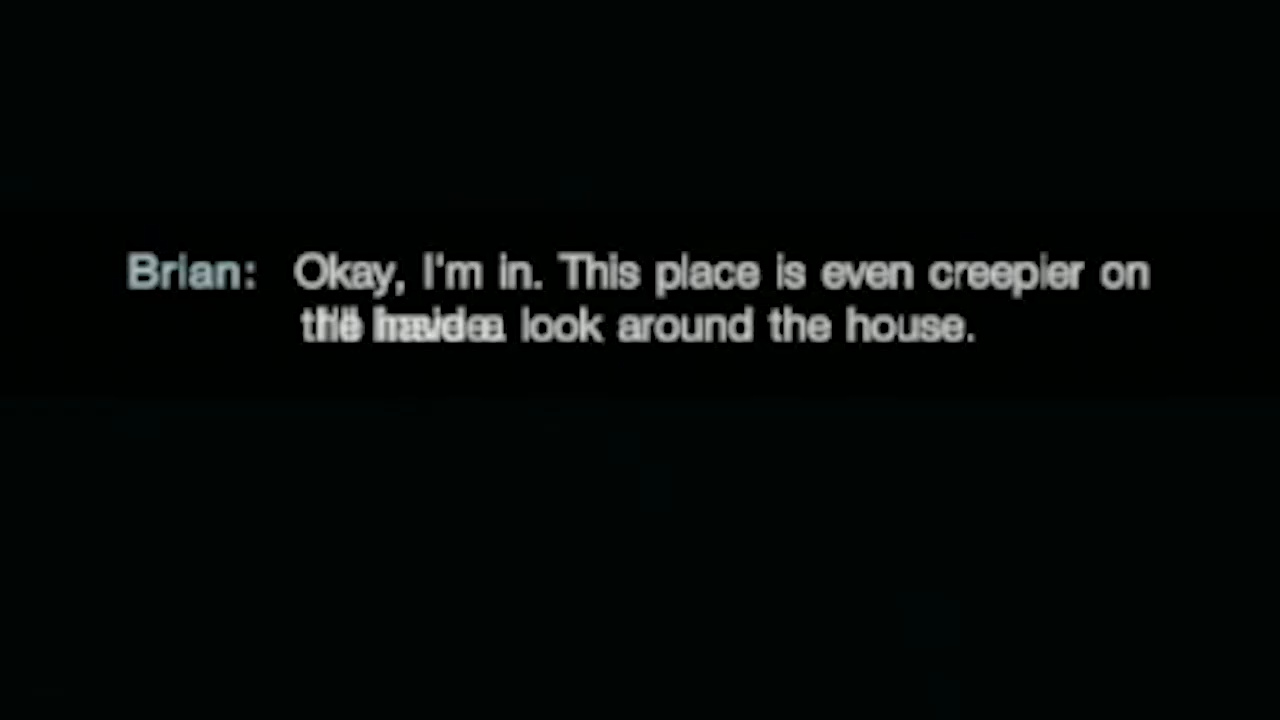 Brian: Okay, I'm in. This place is even creepier on
look around the house.